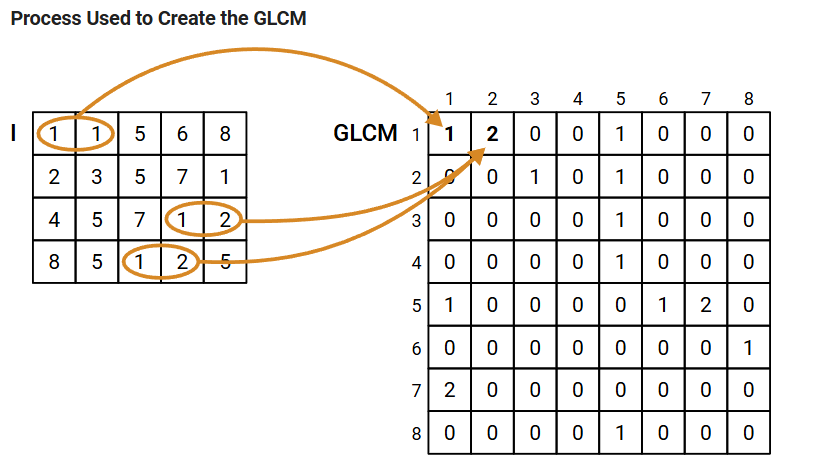 Process Used to Create the GLCM
1 2 3 4 5 6 7 8
I 1 1 5 6 8 GLCM 1 1 2 0 0 1 0 0 0
2 3 5 7 1 2 0 0 1 0 1 0 0 0
4 5 7 1 2 3 0 0 0 0 1 0 0 0
8 5 1 2 5 4 0 0 0 0 1 0 0 0
5 1 0 0 0 0 1 2 0
6 0 0 0 0 0 0 0 1
7 2 0 0 0 0 0 0 0
8 0 0 0 0 1 0 0 0